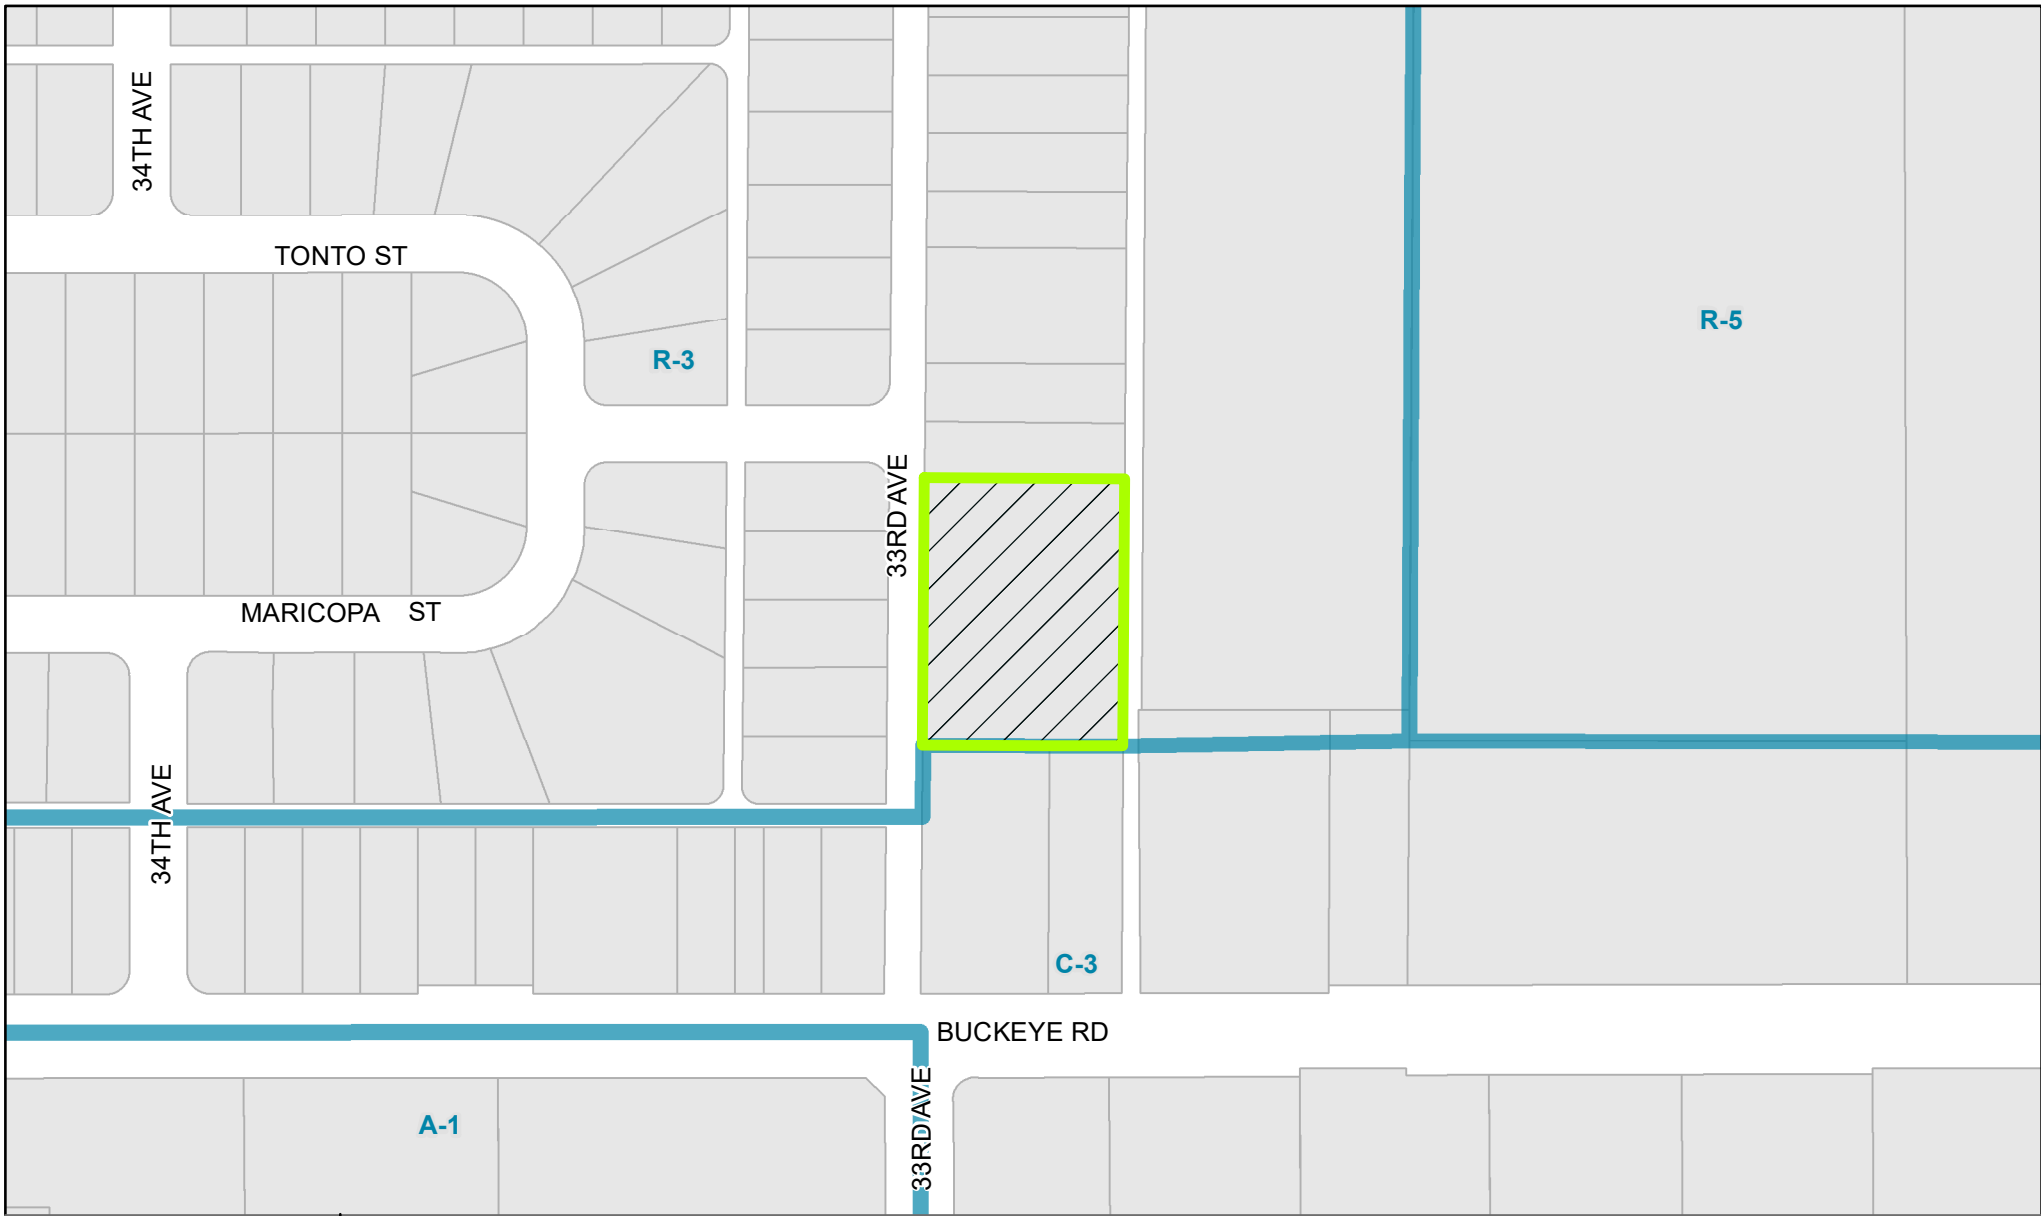 34TH AVE
TONTO ST
R-5
R-3
33RD AVE
MARICOPA ST
34TH AVE
C-3
BUCKEYE RD
A-1
33RD AVE